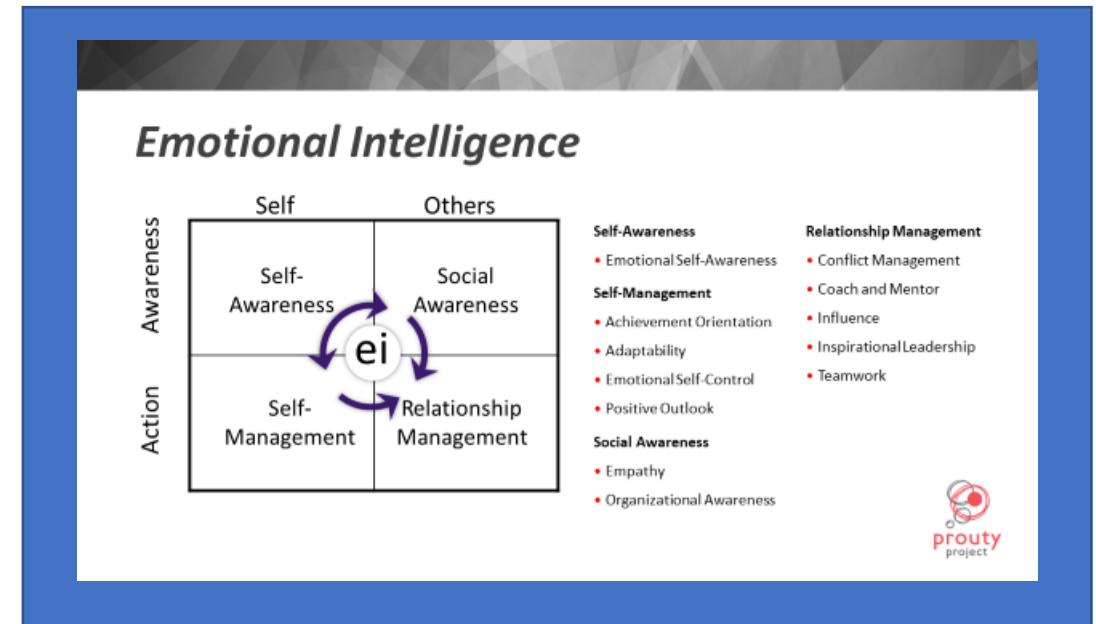 Emotional Intelligence
Self
Others
Awareness
Action
Self-
Awareness
Social
Awareness
ei
Self-
Management
Relationship
Management
Self-Awareness
• Emotional Self-Awareness
Self-Management
• Achievement Orientation
• Adaptability
• Emotional Self-Control
• Positive Outlook
Social Awareness
• Empathy
• Organizational Awareness
Relationship Management
• Conflict Management
• Coach and Mentor
• Influence
• Inspirational Leadership
• Teamwork
prouty
project